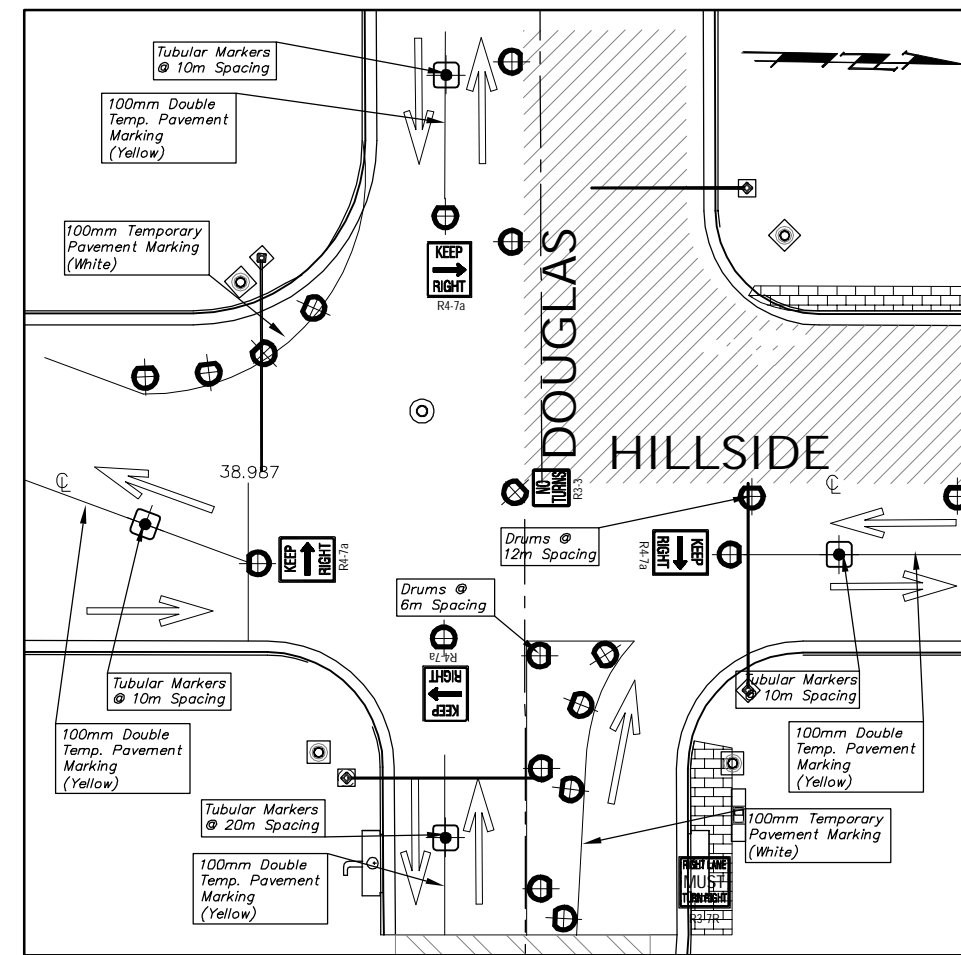 Tubular Markers
@ 10m Spacing
100mm Double
Temp. Pavement
Marking
(Yellow)
100mm Temporary
Pavement Marking
(White)
KEEP
RIGHT
R4-7a
DOUGLAS
HILLSIDE
38.987
℄
℄
NO
TURNS
R3-3
KEEP
RIGHT
R4-7a
Drums @
12m Spacing
KEEP
RIGHT
R4-7a
Drums @
6m Spacing
R4-7a
KEEP
RIGHT
Tubular Markers
@ 10m Spacing
100mm Double
Temp. Pavement
Marking
(Yellow)
Tubular Markers
@ 10m Spacing
100mm Double
Temp. Pavement
Marking
(Yellow)
Tubular Markers
@ 20m Spacing
100mm Double
Temp. Pavement
Marking
(Yellow)
100mm Temporary
Pavement Marking
(White)
RIGHT LANE
MUST
TURN RIGHT
R3-7R